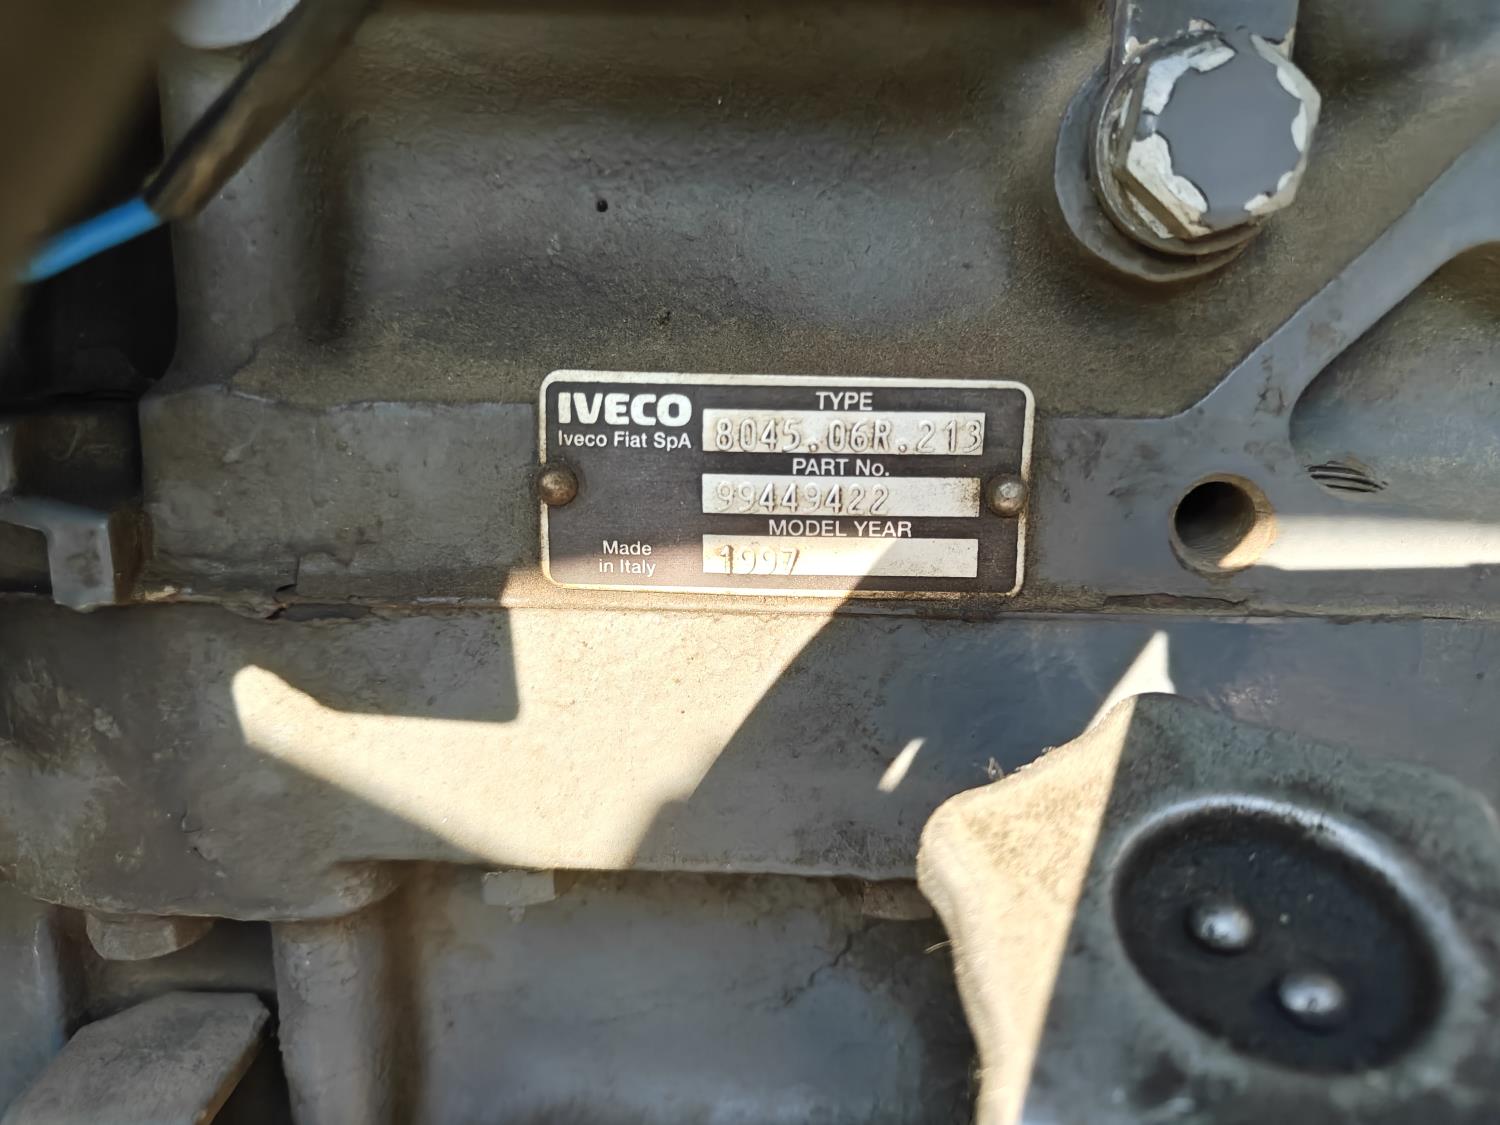 IVECO
Iveco Fiat SpA
TYPE
8045.06R.213
PART No.
99449422
MODEL YEAR
1997
Made
in Italy